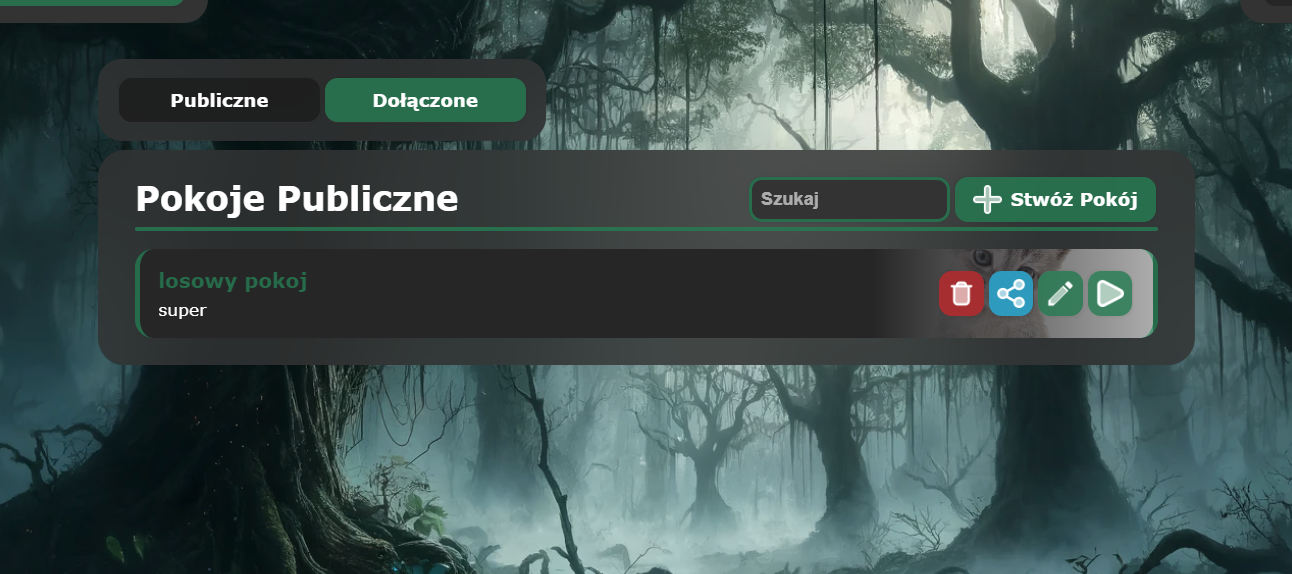 Publiczne
Dołączone
Pokoje Publiczne
Szukaj
Stwóż Pokój
losowy pokoj
super